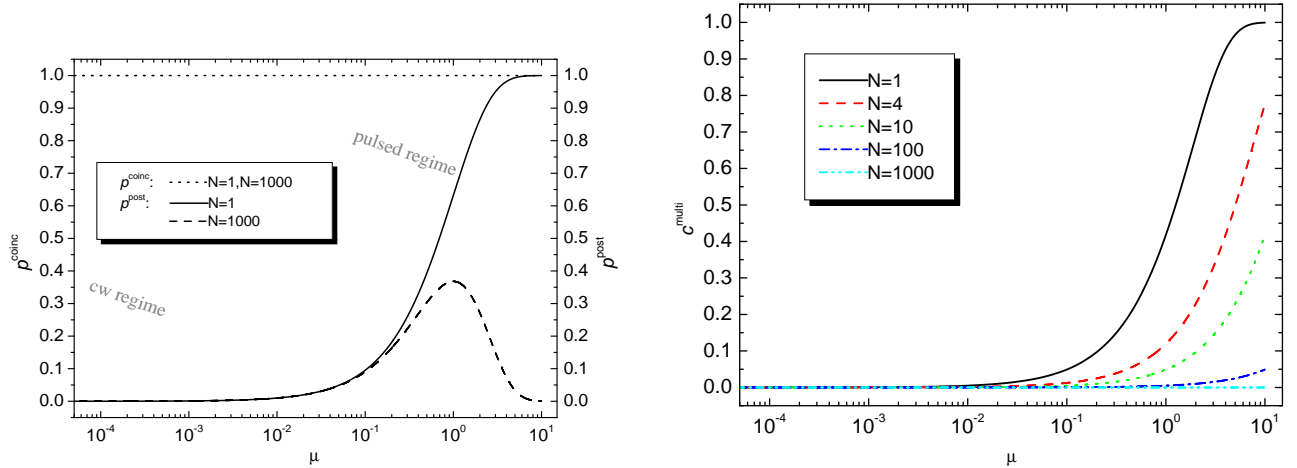 1.0
0.9
0.8
0.7
0.6
0.5
0.4
0.3
0.2
0.1
0.0
p^coinc
10^-4 10^-3 10^-2 10^-1 10^0 10^1
μ
1.0
0.9
0.8
0.7
0.6
0.5
0.4
0.3
0.2
0.1
0.0
p^post
pulsed regime
cw regime
p^coinc: N=1,N=1000
p^post: N=1
N=1000
1.0
0.9
0.8
0.7
0.6
0.5
0.4
0.3
0.2
0.1
0.0
c^multi
10^-4 10^-3 10^-2 10^-1 10^0 10^1
μ
N=1
N=4
N=10
N=100
N=1000